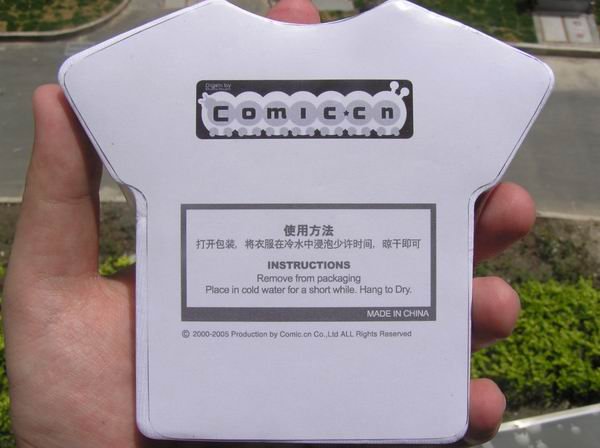 Comic★cn
使用方法
打开包装，将衣服在冷水中浸泡少许时间，晾干即可
INSTRUCTIONS
Remove from packaging
Place in cold water for a short while. Hang to Dry.
MADE IN CHINA
© 2000-2005 Production by Comic.cn Co.,Ltd ALL Rights Reserved